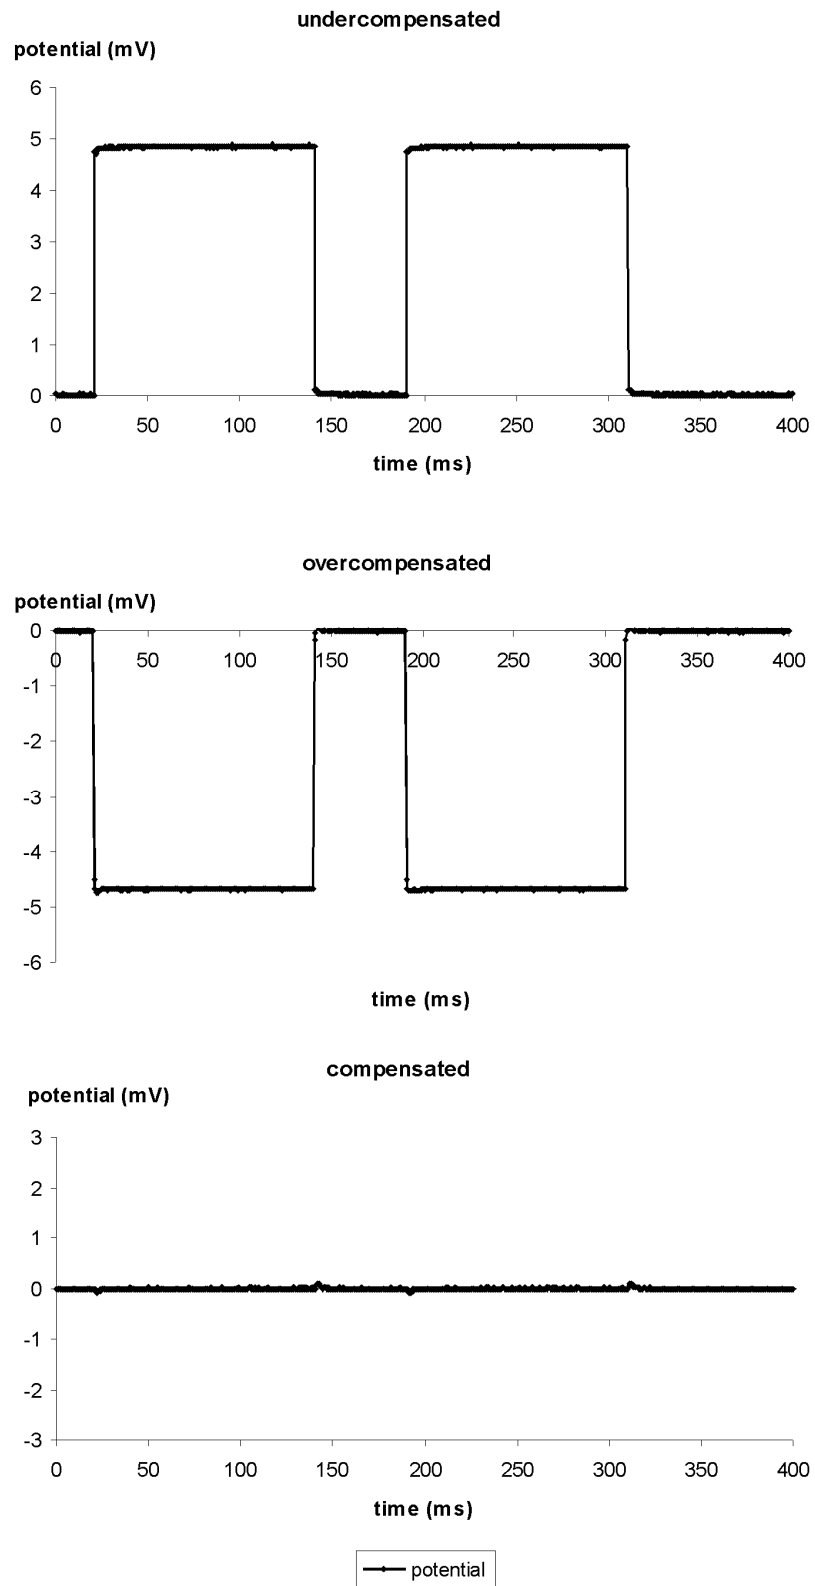 undercompensated
potential (mV)
6
5
4
3
2
1
0
0 50 100 150 200 250 300 350 400
time (ms)
overcompensated
potential (mV)
0
0 50 100 150 200 250 300 350 400
-1
-2
-3
-4
-5
-6
time (ms)
compensated
potential (mV)
3
2
1
0
-1
-2
-3
0 50 100 150 200 250 300 350 400
time (ms)
potential